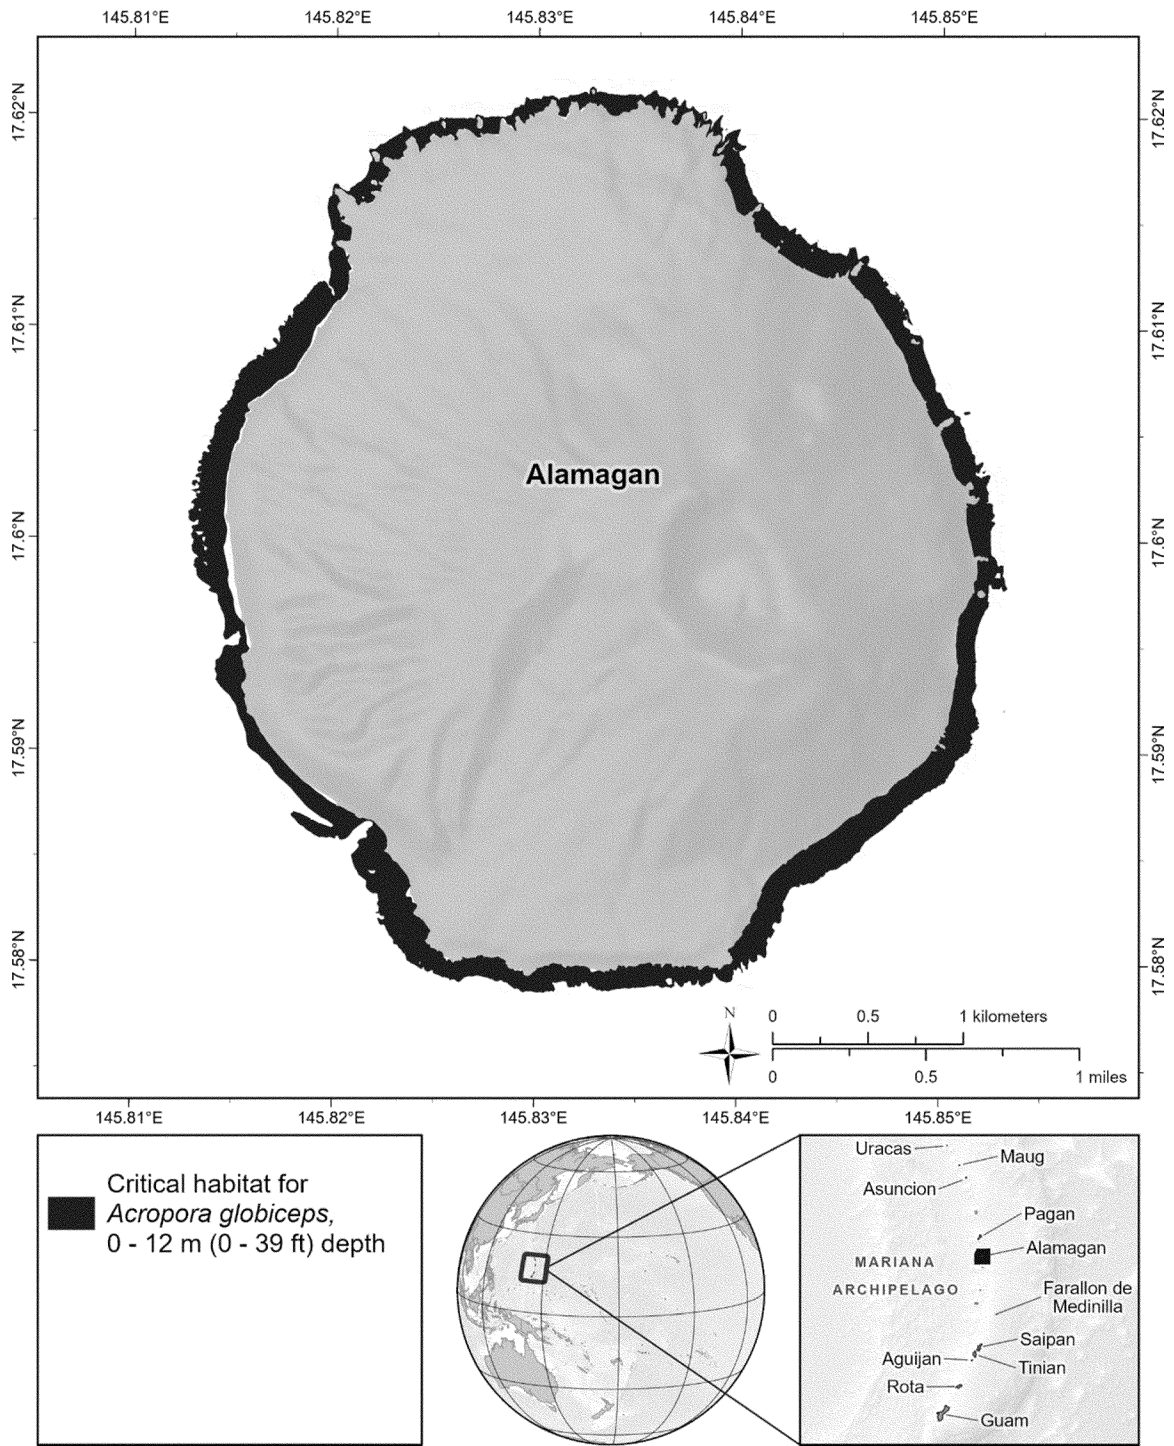 145.81°E 145.82°E 145.83°E 145.84°E 145.85°E
17.62°N
17.62°N
17.61°N
17.61°N
Alamagan
17.6°N
17.6°N
17.59°N
17.59°N
17.58°N
17.58°N
N
0 0.5 1 kilometers
0 0.5 1 miles
145.81°E 145.82°E 145.83°E 145.84°E 145.85°E
Critical habitat for
Acropora globiceps,
0 - 12 m (0 - 39 ft) depth
Uracas
Maug
Asuncion
Pagan
Alamagan
MARIANA
ARCHIPELAGO
Farallon de
Medinilla
Saipan
Aguijan
Tinian
Rota
Guam